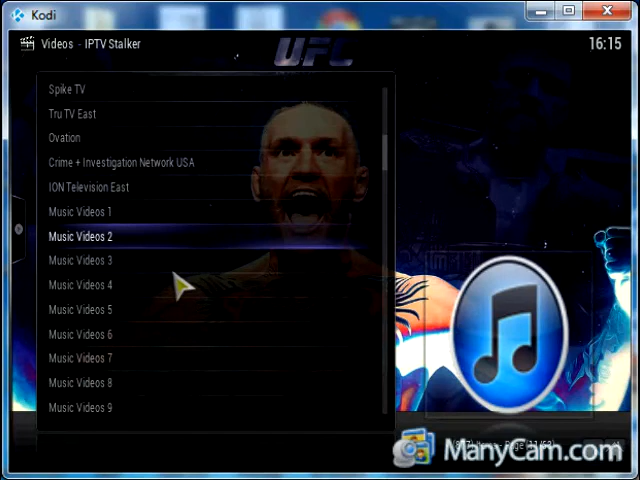 Kodi
Videos - IPTV Stalker
16:15
UFC
Spike TV
Tru TV East
Ovation
Crime + Investigation Network USA
ION Television East
Music Videos 1
Music Videos 2
Music Videos 3
Music Videos 4
Music Videos 5
Music Videos 6
Music Videos 7
Music Videos 8
Music Videos 9
ManyCam.com